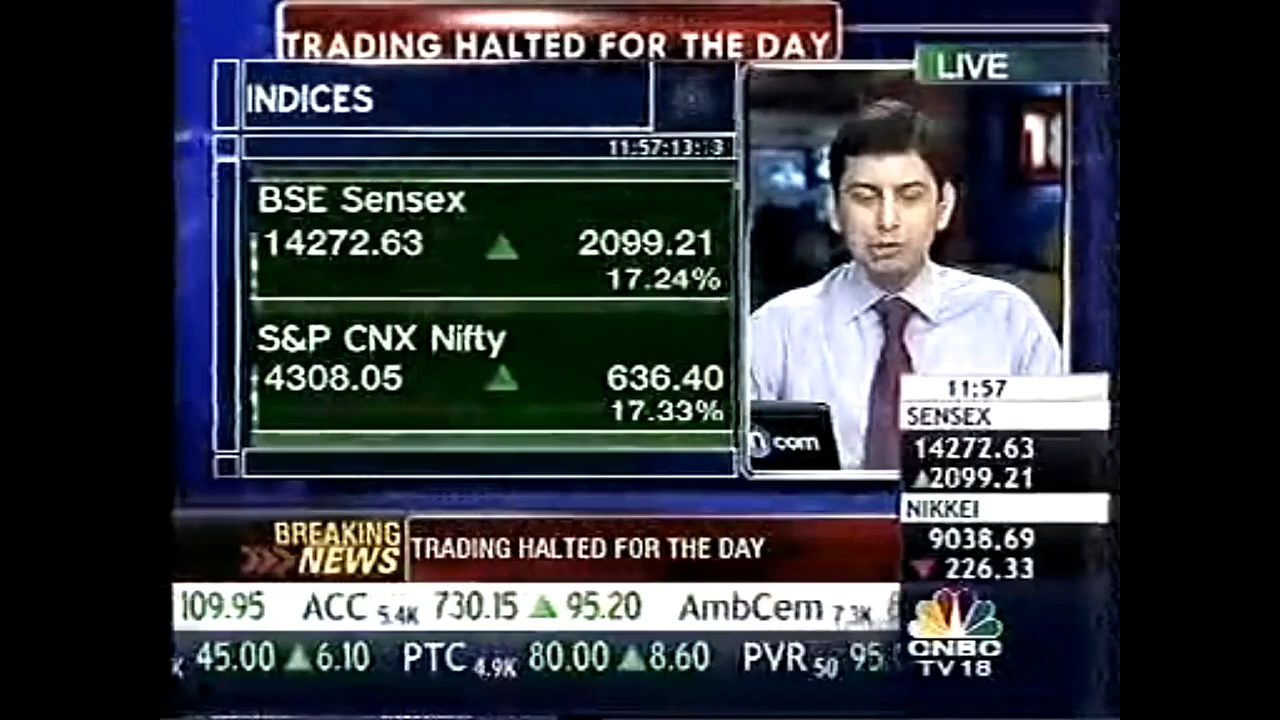 TRADING HALTED FOR THE DAY
LIVE
INDICES
11:57:13
BSE Sensex
14272.63 ▲ 2099.21
17.24%
S&P CNX Nifty
4308.05 ▲ 636.40
17.33%
18
com
11:57
SENSEX
14272.63
▲2099.21
NIKKEI
9038.69
▼ 226.33
BREAKING NEWS
TRADING HALTED FOR THE DAY
109.95 ACC 5.4K 730.15 ▲ 95.20 AmbCem 7.3K
K 45.00 ▲6.10 PTC 4.9K 80.00 ▲8.60 PVR 50 95
CNBC
TV18